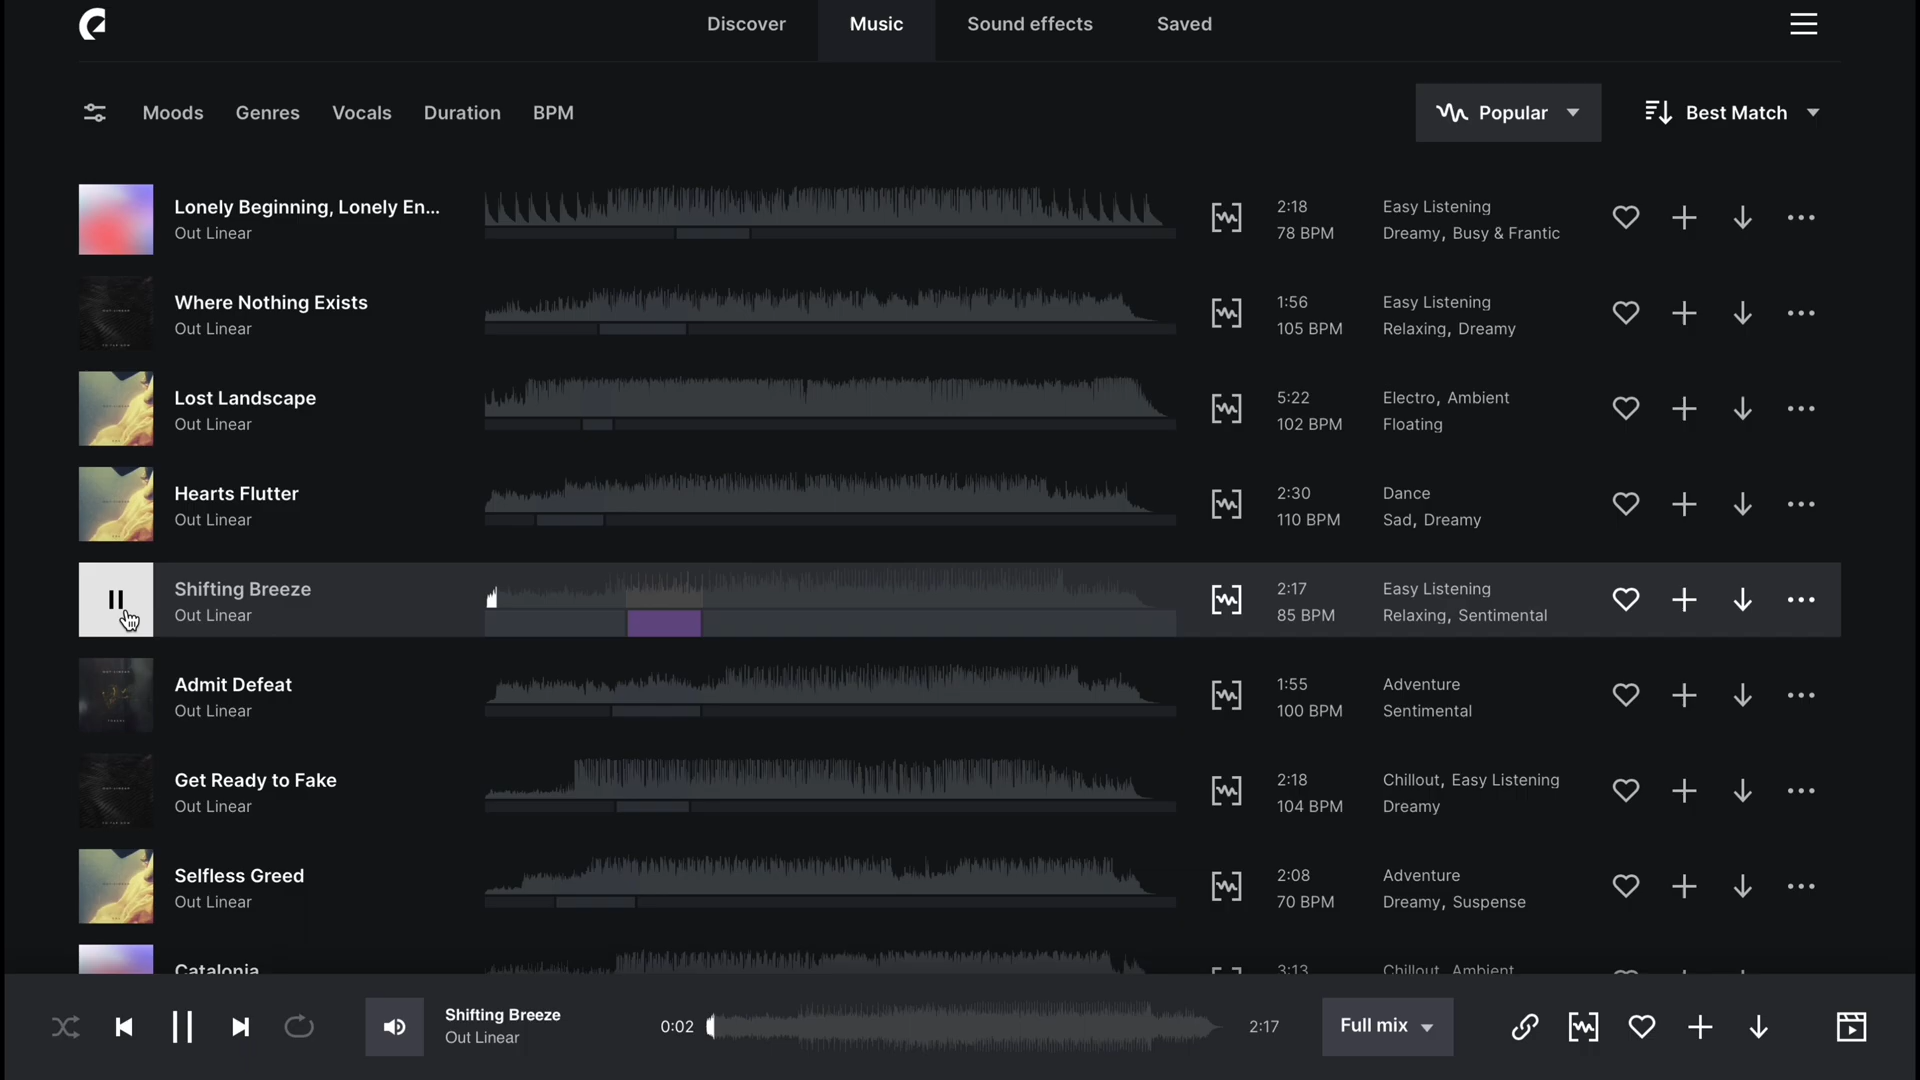 Discover
Music
Sound effects
Saved
Moods
Genres
Vocals
Duration
BPM
Popular
Best Match
Lonely Beginning, Lonely En...
Out Linear
2:18
78 BPM
Easy Listening
Dreamy, Busy & Frantic
Where Nothing Exists
Out Linear
1:56
105 BPM
Easy Listening
Relaxing, Dreamy
Lost Landscape
Out Linear
5:22
102 BPM
Electro, Ambient
Floating
Hearts Flutter
Out Linear
2:30
110 BPM
Dance
Sad, Dreamy
Shifting Breeze
Out Linear
2:17
85 BPM
Easy Listening
Relaxing, Sentimental
Admit Defeat
Out Linear
1:55
100 BPM
Adventure
Sentimental
Get Ready to Fake
Out Linear
2:18
104 BPM
Chillout, Easy Listening
Dreamy
Selfless Greed
Out Linear
2:08
70 BPM
Adventure
Dreamy, Suspense
Catalonia
3:13
Chillout, Ambient
Shifting Breeze
Out Linear
0:02
2:17
Full mix